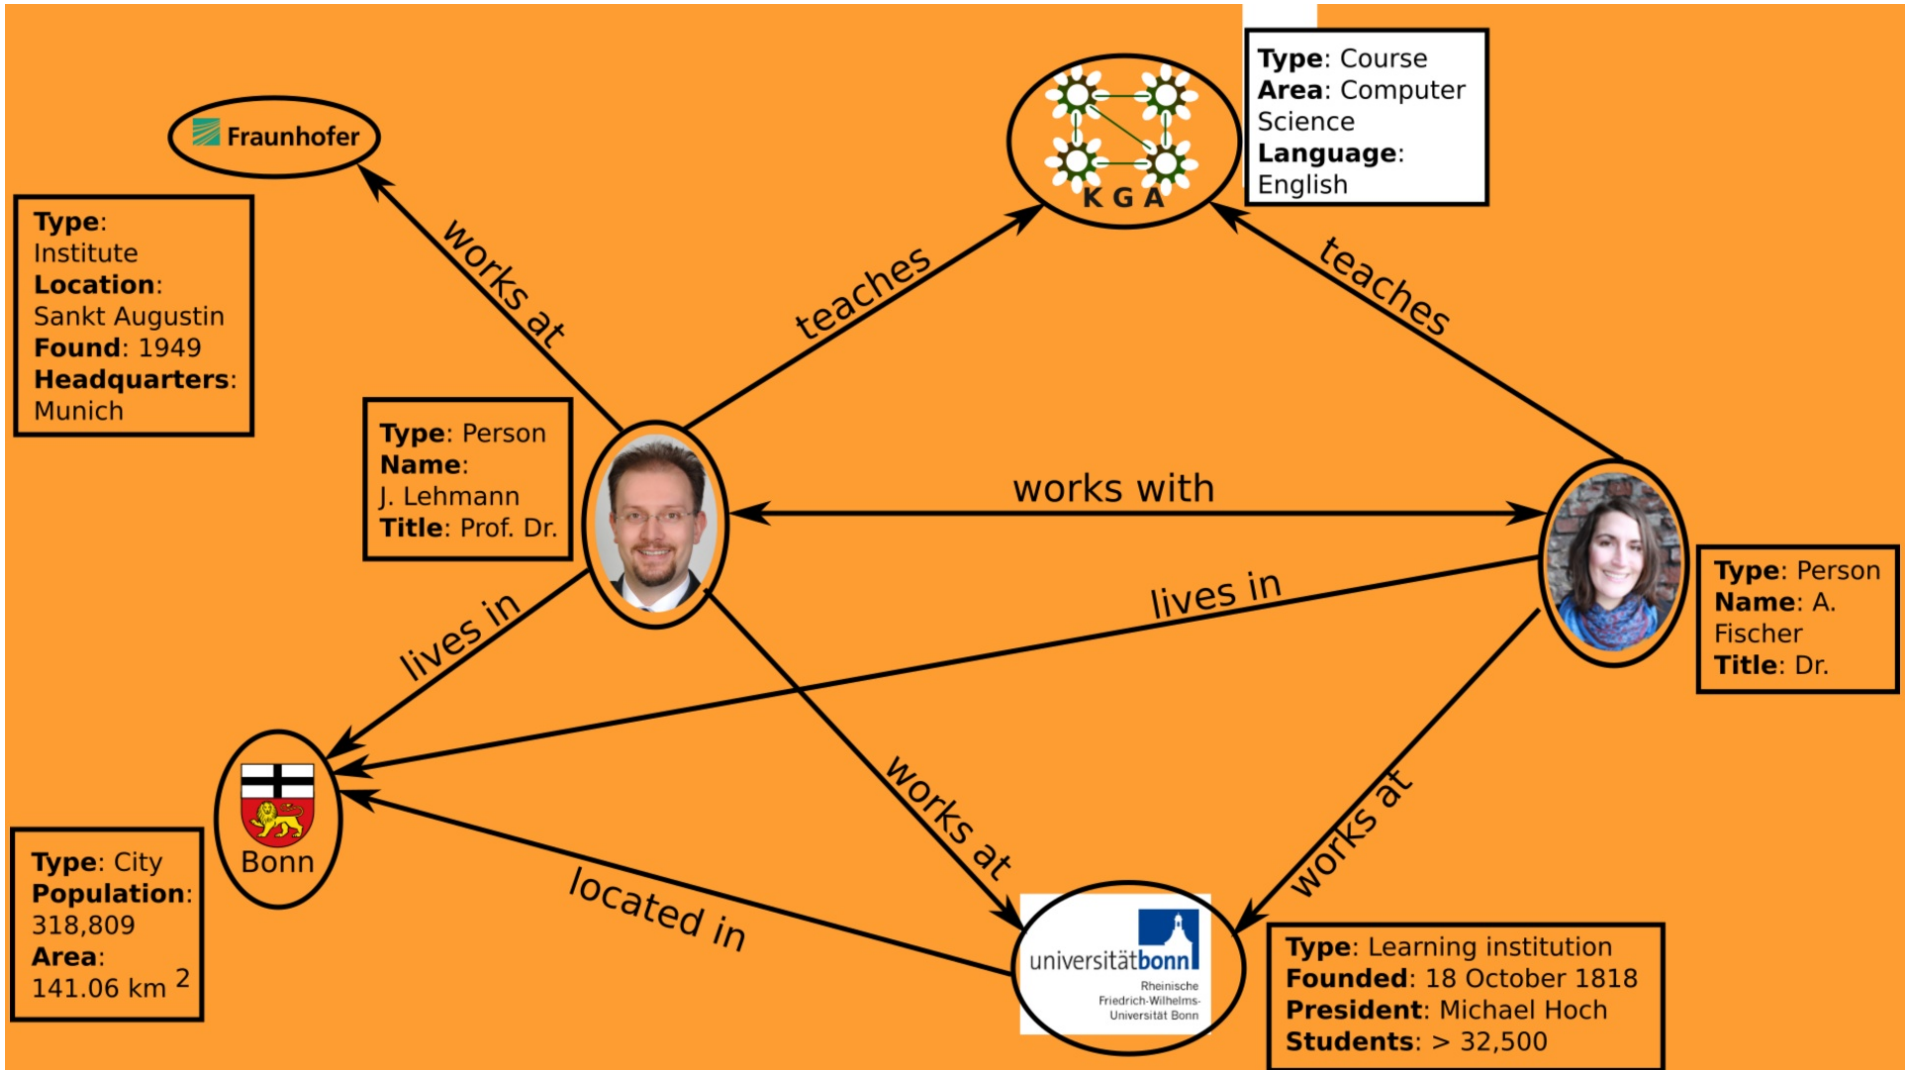 Fraunhofer
Type:
Institute
Location:
Sankt Augustin
Found: 1949
Headquarters:
Munich
works at
teaches
K G A
Type: Course
Area: Computer
Science
Language:
English
teaches
Type: Person
Name:
J. Lehmann
Title: Prof. Dr.
works with
Type: Person
Name: A.
Fischer
Title: Dr.
lives in
lives in
works at
works at
located in
Bonn
Type: City
Population:
318,809
Area:
141.06 km 2
universitätbonn
Rheinische
Friedrich-Wilhelms-
Universität Bonn
Type: Learning institution
Founded: 18 October 1818
President: Michael Hoch
Students: > 32,500